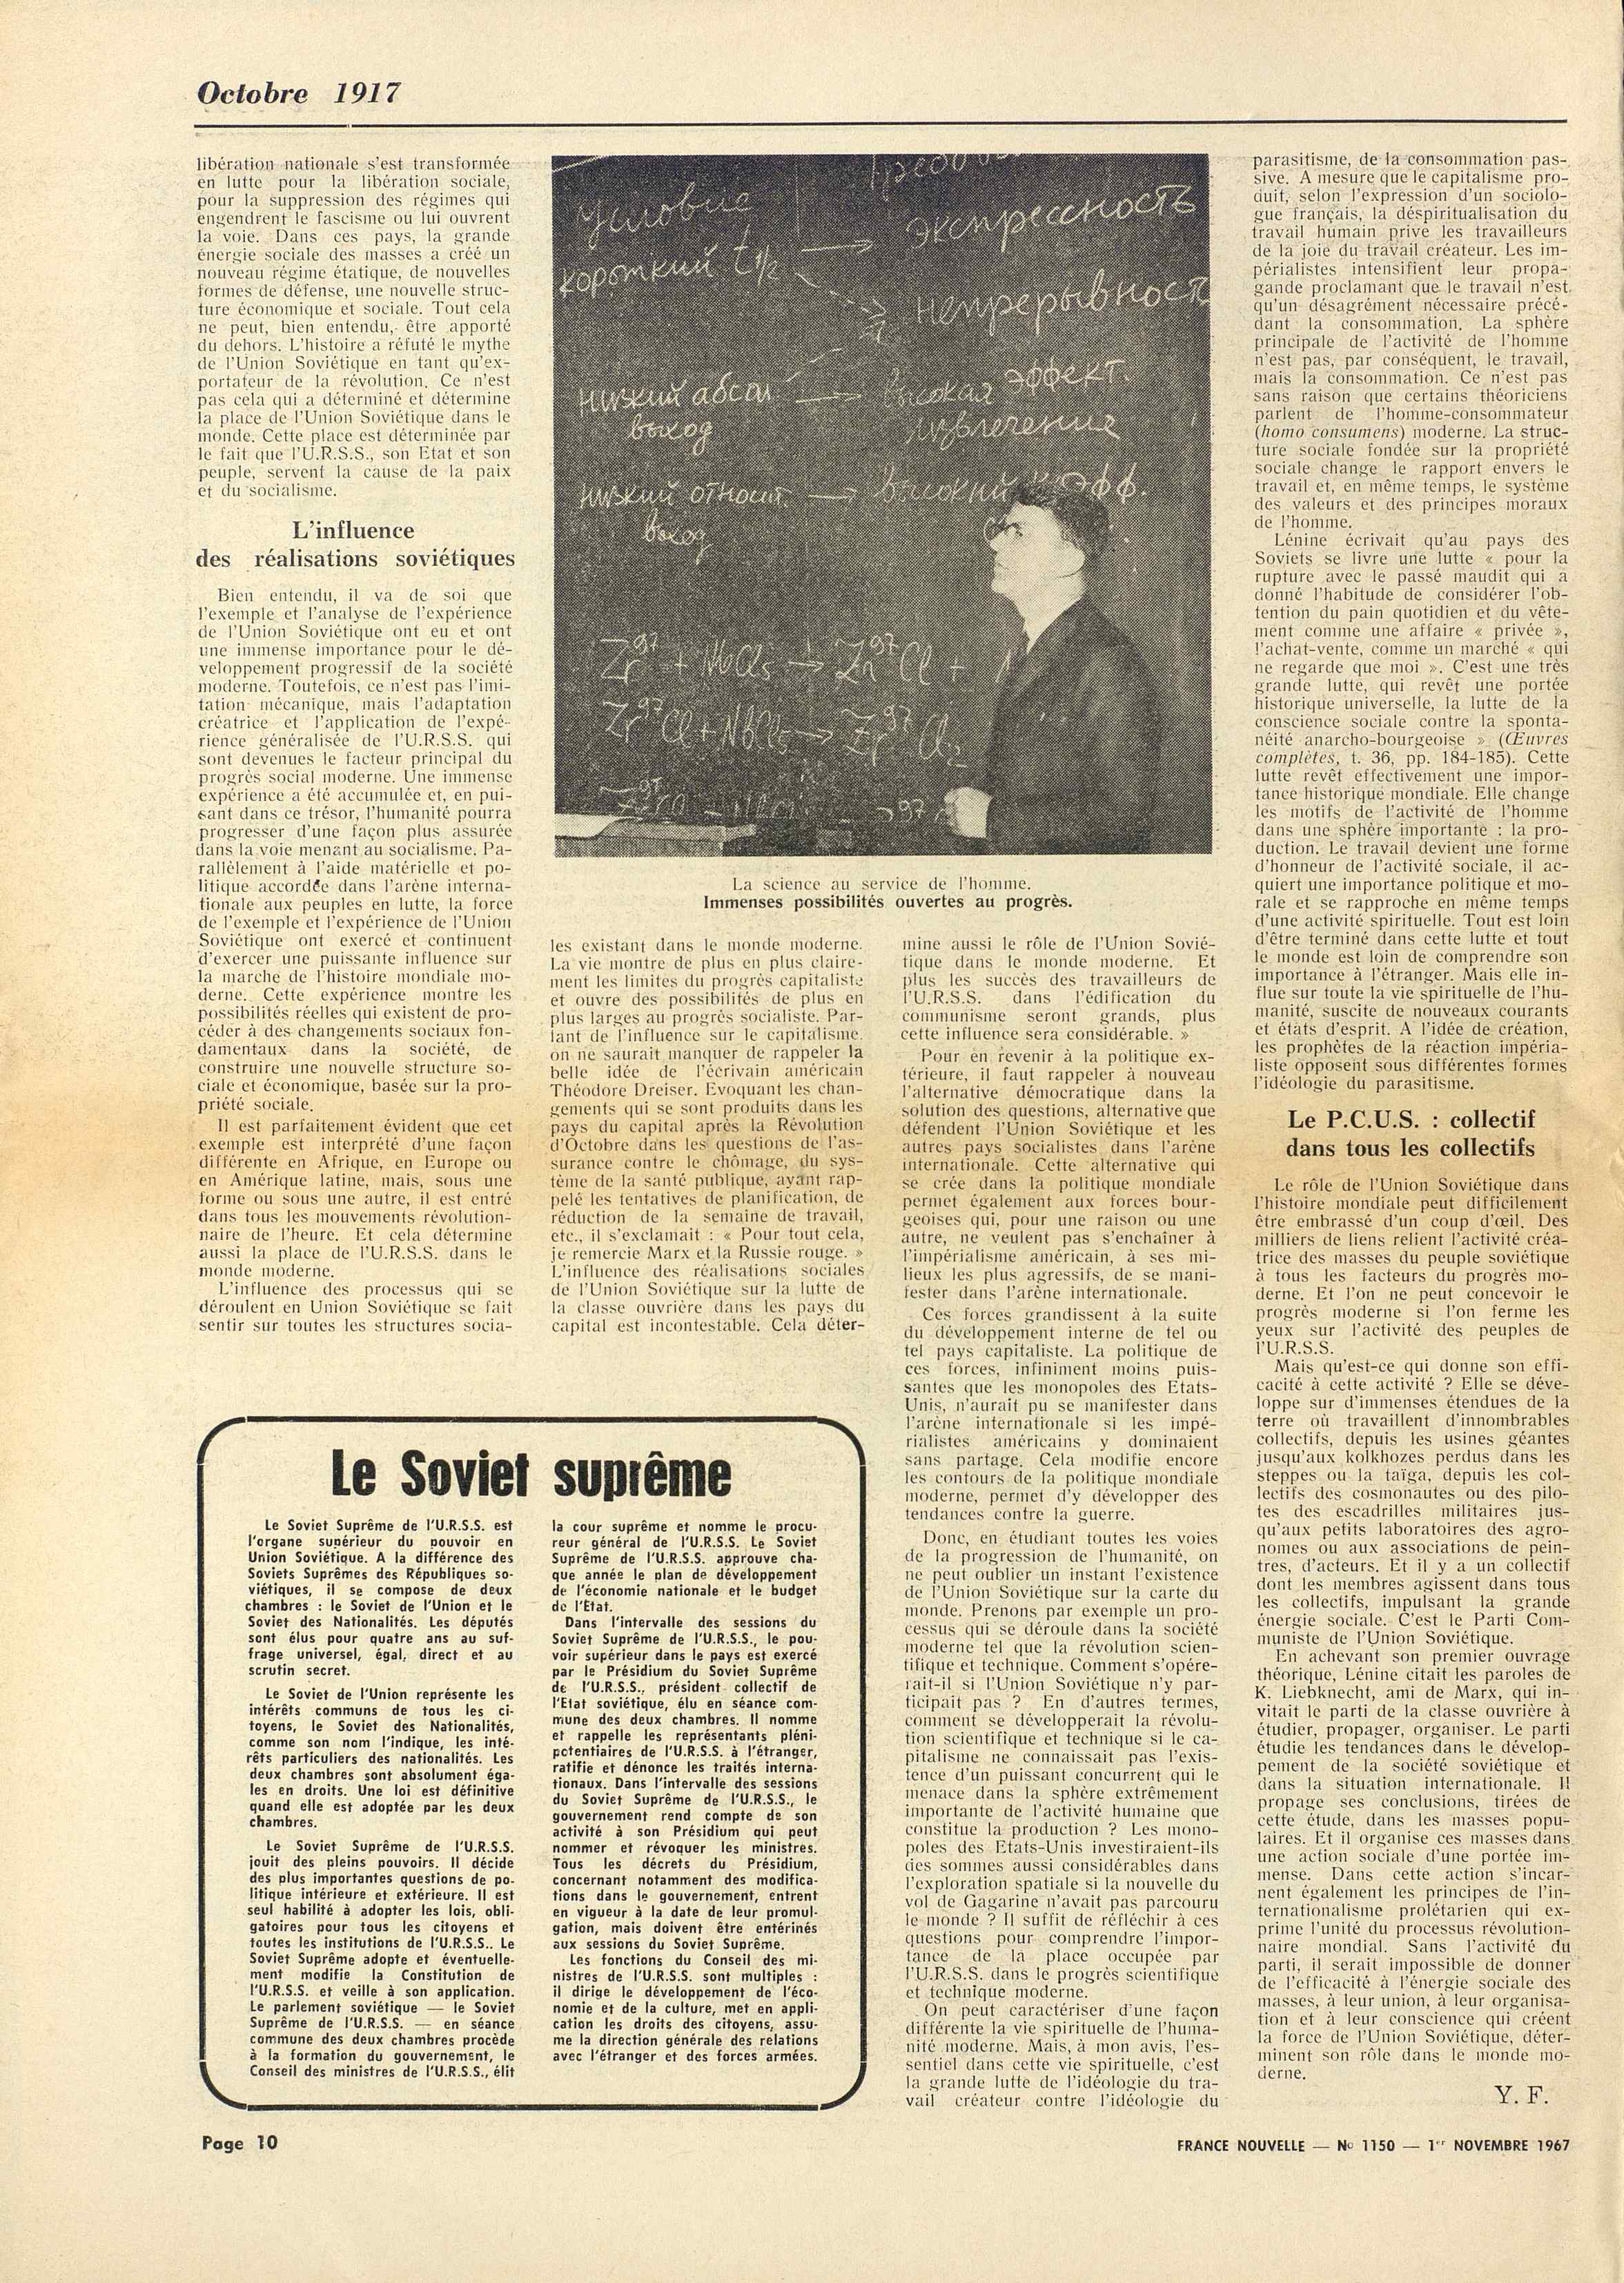 Octobre 1917
libération nationale s'est transformée
en lutte pour la libération sociale,
pour la suppression des régimes qui
engendrent le fascisme ou lui ouvrent
la voie. Dans ces pays, la grande
énergie sociale des masses a créé un
nouveau régime étatique, de nouvelles
formes de défense, une nouvelle struc-
ture économique et sociale. Tout cela
ne peut, bien entendu, être apporté
du dehors. L'histoire a réfuté le mythe
de l'Union Soviétique en tant qu'ex-
portateur de la révolution. Ce n'est
pas cela qui a déterminé et détermine
la place de l'Union Soviétique dans le
monde. Cette place est déterminée par
le fait que l'U.R.S.S., son Etat et son
peuple, servent la cause de la paix
et du socialisme.
L'influence
des réalisations soviétiques
Bien entendu, il va de soi que
l'exemple et l'analyse de l'expérience
de l'Union Soviétique ont eu et ont
une immense importance pour le dé-
veloppement progressif de la société
moderne. Toutefois, ce n'est pas l'imi-
tation mécanique, mais l'adaptation
créatrice et l'application de l'expé-
rience généralisée de l'U.R.S.S. qui
sont devenues le facteur principal du
progrès social moderne. Une immense
expérience a été accumulée et, en pui-
sant dans ce trésor, l'humanité pourra
progresser d'une façon plus assurée
dans la voie menant au socialisme. Pa-
rallèlement à l'aide matérielle et po-
litique accordée dans l'arène interna-
tionale aux peuples en lutte, la force
de l'exemple et l'expérience de l'Union
Soviétique ont exercé et continuent
d'exercer une puissante influence sur
la marche de l'histoire mondiale mo-
derne. Cette expérience montre les
possibilités réelles qui existent de pro-
céder à des changements sociaux fon-
damentaux dans la société, de
construire une nouvelle structure so-
ciale et économique, basée sur la pro-
priété sociale.
Il est parfaitement évident que cet
exemple est interprété d'une façon
différente en Afrique, en Europe ou
en Amérique latine, mais, sous une
forme ou sous une autre, il est entré
dans tous les mouvements révolution-
naire de l'heure. Et cela détermine
aussi la place de l'U.R.S.S. dans le
monde moderne.
L'influence des processus qui se
déroulent en Union Soviétique se fait
sentir sur toutes les structures socia-
условие
короткий t 1/2 → экспрессность
непрерывност
низкий абсол → высокая эффект.
выход извлечения
низкий относит. → высокий коэфф.
выход
Zr97 + NbCl5 → Zr97Cl +
Zr97Cl + NbCl5 → Zr97Cl2
La science au service de l'homme.
Immenses possibilités ouvertes au progrès.
les existant dans le monde moderne.
La vie montre de plus en plus claire-
ment les limites du progrès capitaliste
et ouvre des possibilités de plus en
plus larges au progrès socialiste. Par-
lant de l'influence sur le capitalisme,
on ne saurait manquer de rappeler la
belle idée de l'écrivain américain
Théodore Dreiser. Evoquant les chan-
gements qui se sont produits dans les
pays du capital après la Révolution
d'Octobre dans les questions de l'as-
surance contre le chômage, du sys-
tème de la santé publique, ayant rap-
pelé les tentatives de planification, de
réduction de la semaine de travail,
etc., il s'exclamait : « Pour tout cela,
je remercie Marx et la Russie rouge. »
L'influence des réalisations sociales
de l'Union Soviétique sur la lutte de
la classe ouvrière dans les pays du
capital est incontestable. Cela déter-
mine aussi le rôle de l'Union Sovié-
tique dans le monde moderne. Et
plus les succès des travailleurs de
l'U.R.S.S. dans l'édification du
communisme seront grands, plus
cette influence sera considérable. »
Pour en revenir à la politique ex-
térieure, il faut rappeler à nouveau
l'alternative démocratique dans la
solution des questions, alternative que
défendent l'Union Soviétique et les
autres pays socialistes dans l'arène
internationale. Cette alternative qui
se crée dans la politique mondiale
permet également aux forces bour-
geoises qui, pour une raison ou une
autre, ne veulent pas s'enchaîner à
l'impérialisme américain, à ses mi-
lieux les plus agressifs, de se mani-
fester dans l'arène internationale.
Ces forces grandissent à la suite
du développement interne de tel ou
tel pays capitaliste. La politique de
ces forces, infiniment moins puis-
santes que les monopoles des Etats-
Unis, n'aurait pu se manifester dans
l'arène internationale si les impé-
rialistes américains y dominaient
sans partage. Cela modifie encore
les contours de la politique mondiale
moderne, permet d'y développer des
tendances contre la guerre.
Donc, en étudiant toutes les voies
de la progression de l'humanité, on
ne peut oublier un instant l'existence
de l'Union Soviétique sur la carte du
monde. Prenons par exemple un pro-
cessus qui se déroule dans la société
moderne tel que la révolution scien-
tifique et technique. Comment s'opére-
rait-il si l'Union Soviétique n'y par-
ticipait pas ? En d'autres termes,
comment se développerait la révolu-
tion scientifique et technique si le ca-
pitalisme ne connaissait pas l'exis-
tence d'un puissant concurrent qui le
menace dans la sphère extrêmement
importante de l'activité humaine que
constitue la production ? Les mono-
poles des Etats-Unis investiraient-ils
des sommes aussi considérables dans
l'exploration spatiale si la nouvelle du
vol de Gagarine n'avait pas parcouru
le monde ? Il suffit de réfléchir à ces
questions pour comprendre l'impor-
tance de la place occupée par
l'U.R.S.S. dans le progrès scientifique
et technique moderne.
On peut caractériser d'une façon
différente la vie spirituelle de l'huma-
nité moderne. Mais, à mon avis, l'es-
sentiel dans cette vie spirituelle, c'est
la grande lutte de l'idéologie du tra-
vail créateur contre l'idéologie du
parasitisme, de la consommation pas-
sive. A mesure que le capitalisme pro-
duit, selon l'expression d'un sociolo-
gue français, la déspiritualisation du
travail humain prive les travailleurs
de la joie du travail créateur. Les im-
périalistes intensifient leur propa-
gande proclamant que le travail n'est
qu'un désagrément nécessaire précé-
dant la consommation. La sphère
principale de l'activité de l'homme
n'est pas, par conséquent, le travail,
mais la consommation. Ce n'est pas
sans raison que certains théoriciens
parlent de l'homme-consommateur
(homo consumens) moderne. La struc-
ture sociale fondée sur la propriété
sociale change le rapport envers le
travail et, en même temps, le système
des valeurs et des principes moraux
de l'homme.
Lénine écrivait qu'au pays des
Soviets se livre une lutte « pour la
rupture avec le passé maudit qui a
donné l'habitude de considérer l'ob-
tention du pain quotidien et du vête-
ment comme une affaire « privée »,
l'achat-vente, comme un marché « qui
ne regarde que moi ». C'est une très
grande lutte, qui revêt une portée
historique universelle, la lutte de la
conscience sociale contre la sponta-
néité anarcho-bourgeoise » (Œuvres
complètes, t. 36, pp. 184-185). Cette
lutte revêt effectivement une impor-
tance historique mondiale. Elle change
les motifs de l'activité de l'homme
dans une sphère importante : la pro-
duction. Le travail devient une forme
d'honneur de l'activité sociale, il ac-
quiert une importance politique et mo-
rale et se rapproche en même temps
d'une activité spirituelle. Tout est loin
d'être terminé dans cette lutte et tout
le monde est loin de comprendre son
importance à l'étranger. Mais elle in-
flue sur toute la vie spirituelle de l'hu-
manité, suscite de nouveaux courants
et états d'esprit. A l'idée de création,
les prophètes de la réaction impéria-
liste opposent sous différentes formes
l'idéologie du parasitisme.
Le P.C.U.S. : collectif
dans tous les collectifs
Le rôle de l'Union Soviétique dans
l'histoire mondiale peut difficilement
être embrassé d'un coup d'œil. Des
milliers de liens relient l'activité créa-
trice des masses du peuple soviétique
à tous les facteurs du progrès mo-
derne. Et l'on ne peut concevoir le
progrès moderne si l'on ferme les
yeux sur l'activité des peuples de
l'U.R.S.S.
Mais qu'est-ce qui donne son effi-
cacité à cette activité ? Elle se déve-
loppe sur d'immenses étendues de la
terre où travaillent d'innombrables
collectifs, depuis les usines géantes
jusqu'aux kolkhozes perdus dans les
steppes ou la taïga, depuis les col-
lectifs des cosmonautes ou des pilo-
tes des escadrilles militaires jus-
qu'aux petits laboratoires des agro-
nomes ou aux associations de pein-
tres, d'acteurs. Et il y a un collectif
dont les membres agissent dans tous
les collectifs, impulsant la grande
énergie sociale. C'est le Parti Com-
muniste de l'Union Soviétique.
En achevant son premier ouvrage
théorique, Lénine citait les paroles de
K. Liebknecht, ami de Marx, qui in-
vitait le parti de la classe ouvrière à
étudier, propager, organiser. Le parti
étudie les tendances dans le dévelop-
pement de la société soviétique et
dans la situation internationale. Il
propage ses conclusions, tirées de
cette étude, dans les masses popu-
laires. Et il organise ces masses dans
une action sociale d'une portée im-
mense. Dans cette action s'incar-
nent également les principes de l'in-
ternationalisme prolétarien qui ex-
prime l'unité du processus révolution-
naire mondial. Sans l'activité du
parti, il serait impossible de donner
de l'efficacité à l'énergie sociale des
masses, à leur union, à leur organisa-
tion et à leur conscience qui créent
la force de l'Union Soviétique, déter-
minent son rôle dans le monde mo-
derne.
Y. F.
Le Soviet suprême
Le Soviet Suprême de l'U.R.S.S. est
l'organe supérieur du pouvoir en
Union Soviétique. A la différence des
Soviets Suprêmes des Républiques so-
viétiques, il se compose de deux
chambres : le Soviet de l'Union et le
Soviet des Nationalités. Les députés
sont élus pour quatre ans au suf-
frage universel, égal, direct et au
scrutin secret.
Le Soviet de l'Union représente les
intérêts communs de tous les ci-
toyens, le Soviet des Nationalités,
comme son nom l'indique, les inté-
rêts particuliers des nationalités. Les
deux chambres sont absolument éga-
les en droits. Une loi est définitive
quand elle est adoptée par les deux
chambres.
Le Soviet Suprême de l'U.R.S.S.
jouit des pleins pouvoirs. Il décide
des plus importantes questions de po-
litique intérieure et extérieure. Il est
seul habilité à adopter les lois, obli-
gatoires pour tous les citoyens et
toutes les institutions de l'U.R.S.S.. Le
Soviet Suprême adopte et éventuelle-
ment modifie la Constitution de
l'U.R.S.S. et veille à son application.
Le parlement soviétique — le Soviet
Suprême de l'U.R.S.S. — en séance
commune des deux chambres procède
à la formation du gouvernement, le
Conseil des ministres de l'U.R.S.S., élit
la cour suprême et nomme le procu-
reur général de l'U.R.S.S. Le Soviet
Suprême de l'U.R.S.S. approuve cha-
que année le plan de développement
de l'économie nationale et le budget
de l'Etat.
Dans l'intervalle des sessions du
Soviet Suprême de l'U.R.S.S., le pou-
voir supérieur dans le pays est exercé
par le Présidium du Soviet Suprême
de l'U.R.S.S., président collectif de
l'Etat soviétique, élu en séance com-
mune des deux chambres. Il nomme
et rappelle les représentants pléni-
potentiaires de l'U.R.S.S. à l'étranger,
ratifie et dénonce les traités interna-
tionaux. Dans l'intervalle des sessions
du Soviet Suprême de l'U.R.S.S., le
gouvernement rend compte de son
activité à son Présidium qui peut
nommer et révoquer les ministres.
Tous les décrets du Présidium,
concernant notamment des modifica-
tions dans le gouvernement, entrent
en vigueur à la date de leur promul-
gation, mais doivent être entérinés
aux sessions du Soviet Suprême.
Les fonctions du Conseil des mi-
nistres de l'U.R.S.S. sont multiples :
il dirige le développement de l'éco-
nomie et de la culture, met en appli-
cation les droits des citoyens, assu-
me la direction générale des relations
avec l'étranger et des forces armées.
Page 10
FRANCE NOUVELLE — No 1150 — 1er NOVEMBRE 1967